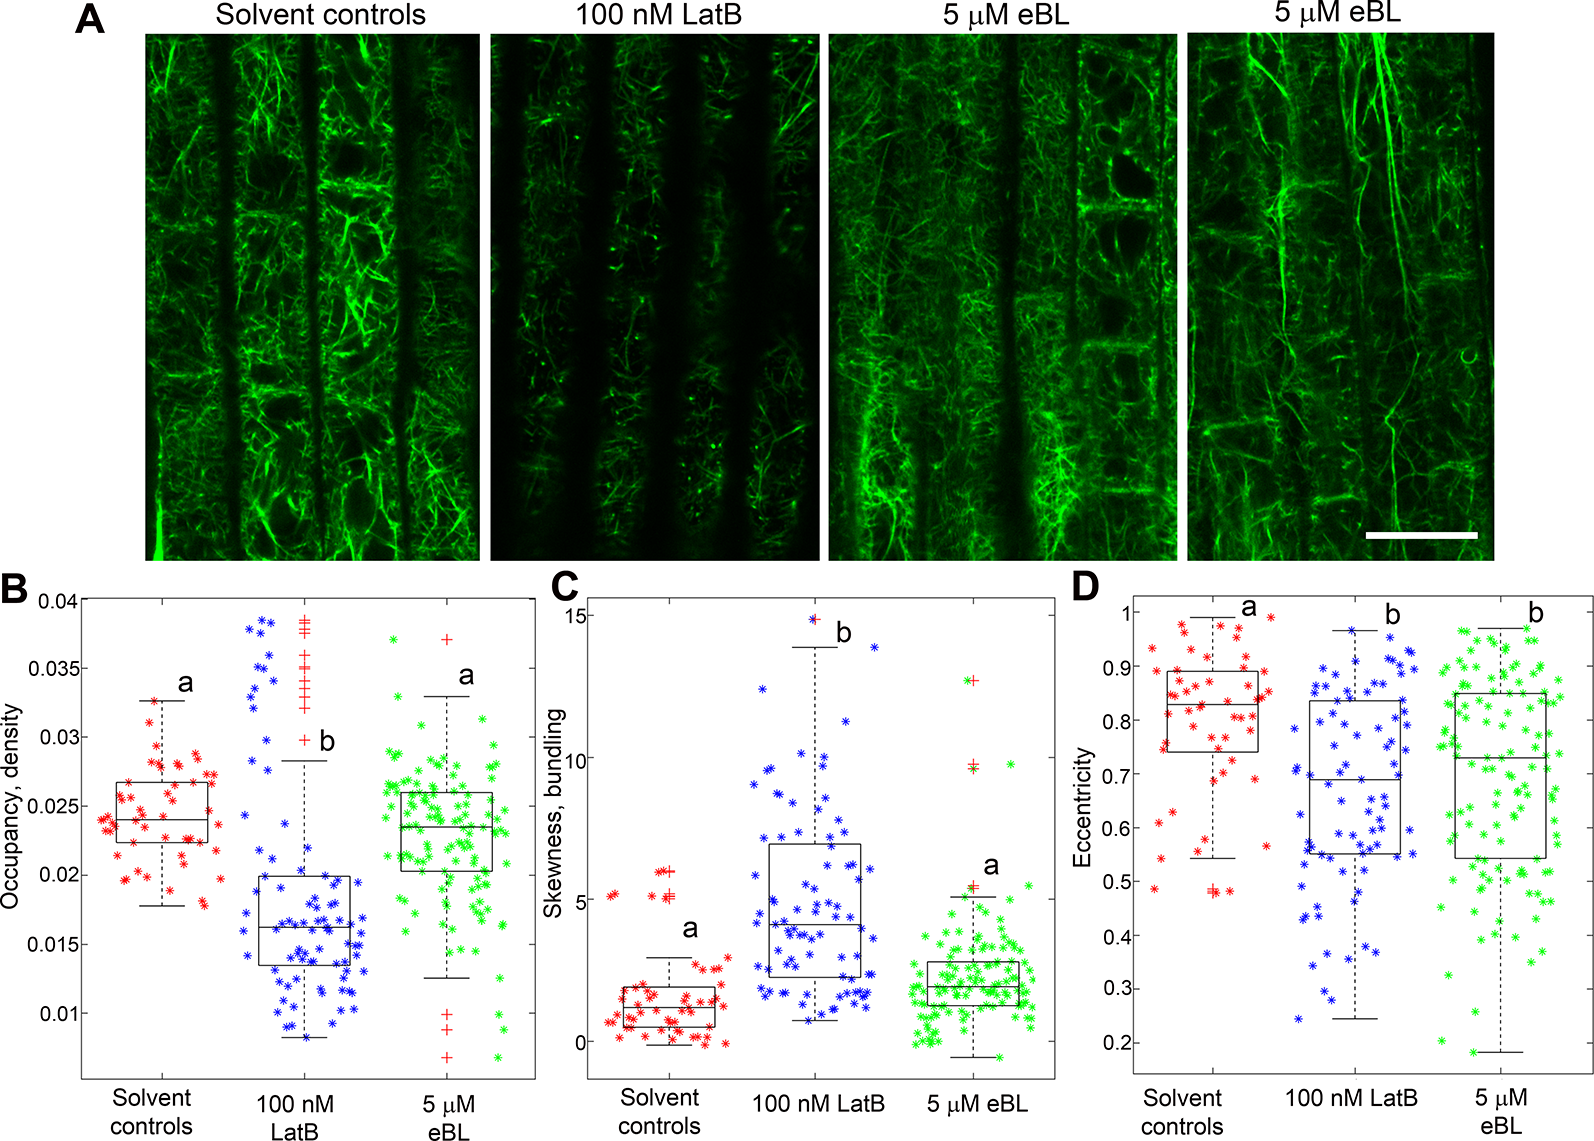 A
Solvent controls
100 nM LatB
5 μM eBL
5 μM eBL
B
0.04
0.035
0.03
0.025
0.02
0.015
0.01
Occupancy, density
a
b
a
Solvent
controls
100 nM
LatB
5 μM
eBL
C
15
10
5
0
Skewness, bundling
a
b
a
Solvent
controls
100 nM LatB
5 μM eBL
D
1
0.9
0.8
0.7
0.6
0.5
0.4
0.3
0.2
Eccentricity
a
b
b
Solvent
controls
100 nM LatB
5 μM
eBL